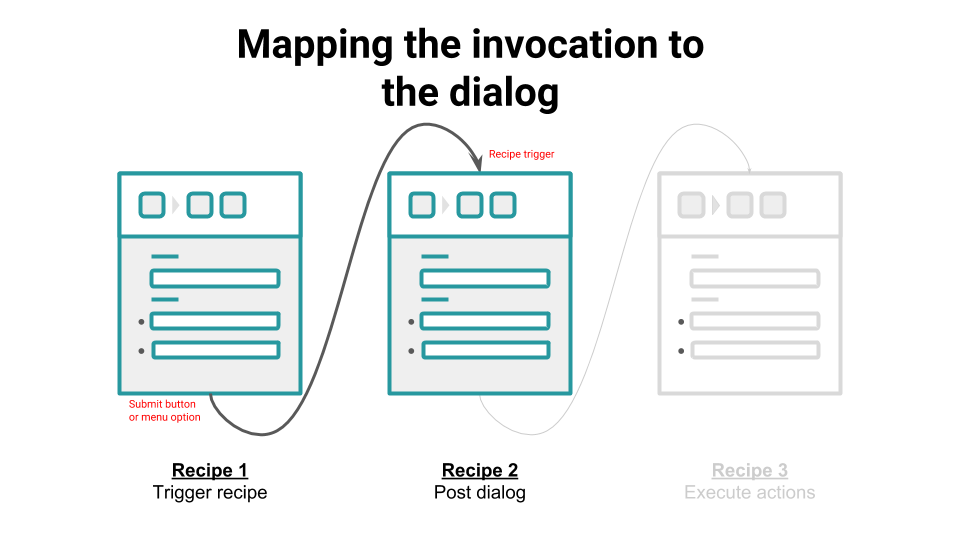 Mapping the invocation to
the dialog
Recipe trigger
Submit button
or menu option
Recipe 1
Trigger recipe
Recipe 2
Post dialog
Recipe 3
Execute actions